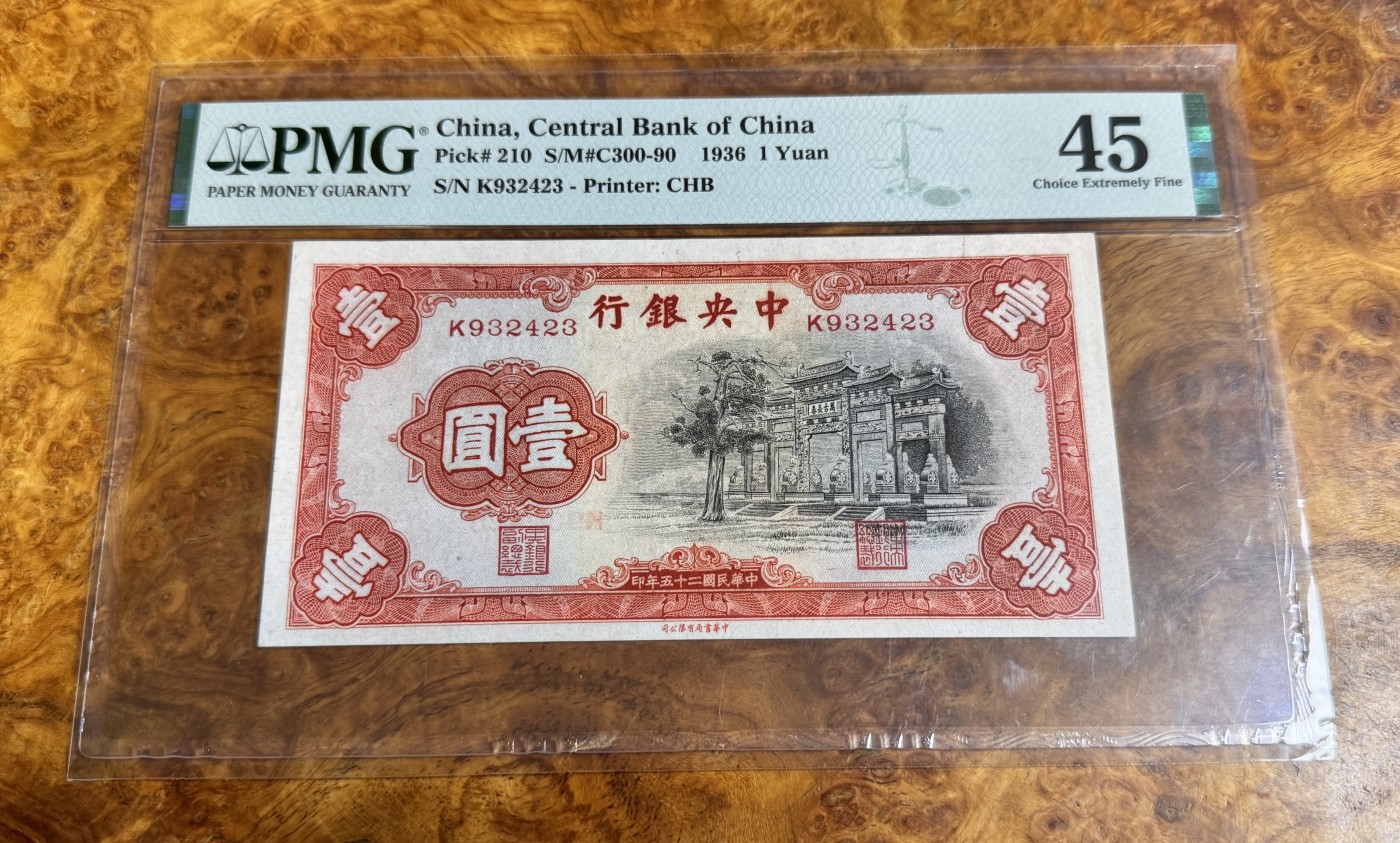 PMG® China, Central Bank of China
Pick# 210 S/M#C300-90 1936 1 Yuan
S/N K932423 - Printer: CHB
PAPER MONEY GUARANTY
45
Choice Extremely Fine
壹
壹
行銀央中
K932423
K932423
圓壹
壹
壹
印年五十二國民華中
司公限有局書華中